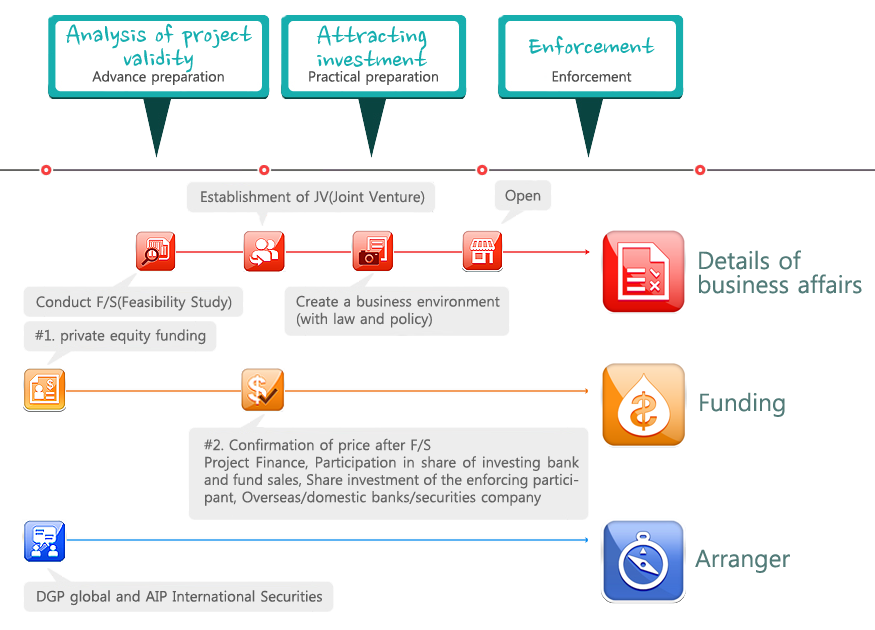 Analysis of project
validity
Advance preparation
Attracting
investment
Practical preparation
Enforcement
Enforcement
Establishment of JV(Joint Venture)
Open
Details of
business affairs
Conduct F/S(Feasibility Study)
Create a business environment
(with law and policy)
#1. private equity funding
Funding
#2. Confirmation of price after F/S
Project Finance, Participation in share of investing bank
and fund sales, Share investment of the enforcing partici-
pant, Overseas/domestic banks/securities company
Arranger
DGP global and AIP International Securities